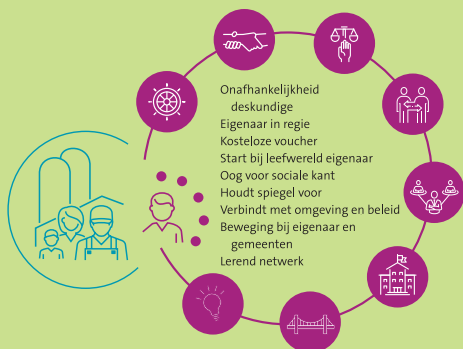 Onafhankelijkheid
deskundige
Eigenaar in regie
Kosteloze voucher
Start bij leefwereld eigenaar
Oog voor sociale kant
Houdt spiegel voor
Verbindt met omgeving en beleid
Beweging bij eigenaar en
gemeenten
Lerend netwerk